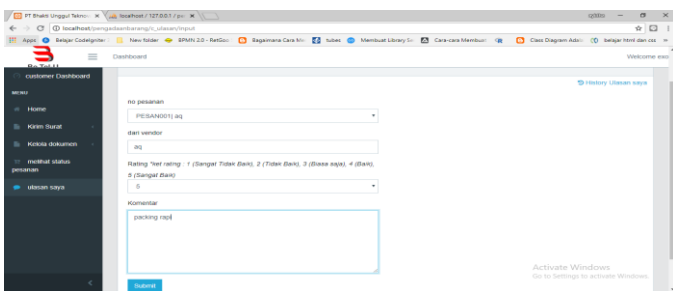 PT Bhakti Unggul Teknov
localhost / 127.0.0.1 / pe
localhost/pengadaanbarang/c_ulasan/input
Apps
Belajar CodeIgniter
New folder
BPMN 2.0 - RetGoo
Bagaimana Cara Me
tubes
Membuat Library Se
Cara-cara Membuat
Class Diagram Adala
belajar html dan css
Dashboard
Welcome
customer Dashboard
MENU
Home
Kirim Surat
Kelola dokumen
melihat status
pesanan
ulasan saya
History Ulasan saya
no pesanan
PESAN001| aq
dari vendor
aq
Rating *ket rating : 1 (Sangat Tidak Baik), 2 (Tidak Baik), 3 (Biasa saja), 4 (Baik),
5 (Sangat Baik)
5
Komentar
packing rapi
Submit
Activate Windows
Go to Settings to activate Windows.